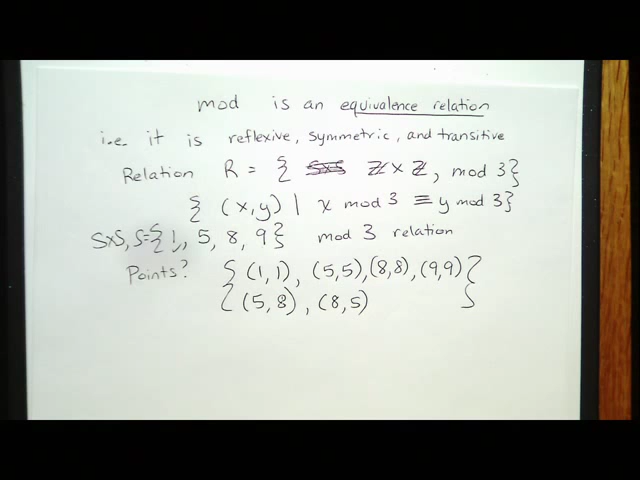 mod is an equivalence relation
i.e. it is reflexive, symmetric, and transitive
Relation R = { ℤ × ℤ, mod 3}
{ (x,y) | x mod 3 ≡ y mod 3}
S×S, S={1, 5, 8, 9} mod 3 relation
Points? { (1,1), (5,5), (8,8), (9,9)
(5,8), (8,5) }